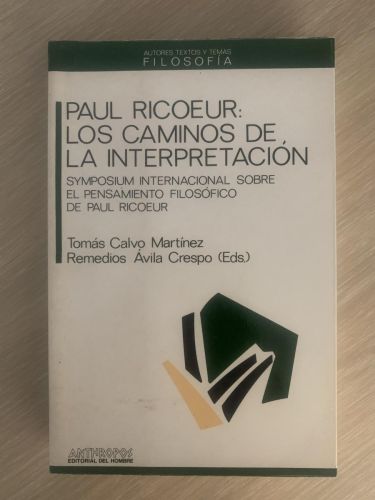 AUTORES TEXTOS Y TEMAS
FILOSOFÍA
PAUL RICOEUR:
LOS CAMINOS DE
LA INTERPRETACIÓN
SYMPOSIUM INTERNACIONAL SOBRE
EL PENSAMIENTO FILOSÓFICO
DE PAUL RICOEUR
Tomás Calvo Martínez
Remedios Ávila Crespo (Eds.)
ANTHROPOS
EDITORIAL DEL HOMBRE